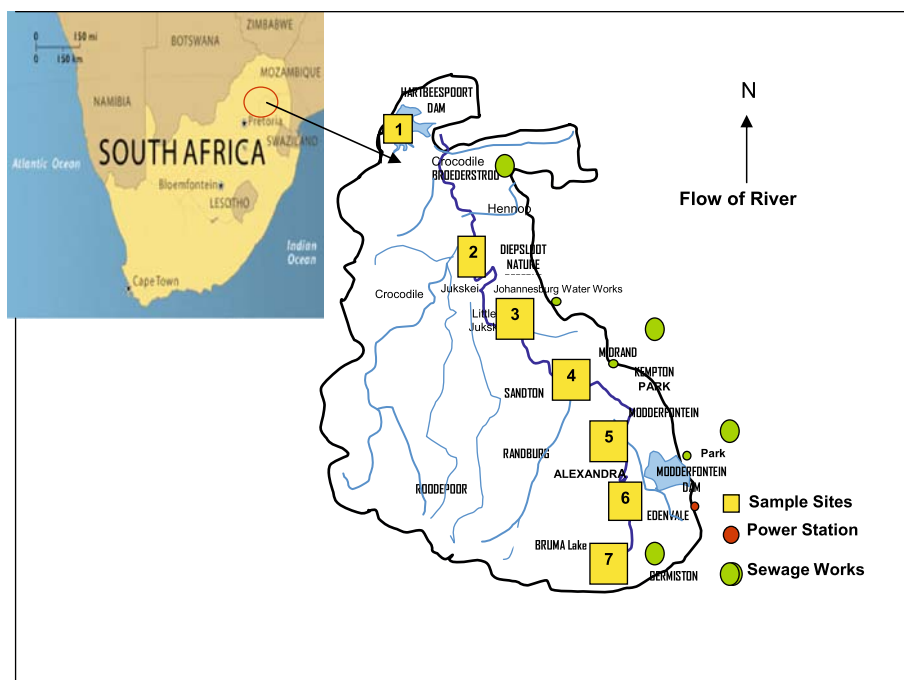 ZIMBABWE
0 150 mi
0 150 km
BOTSWANA
MOZAMBIQUE
NAMIBIA
Pretoria
SWAZILAND
SOUTH AFRICA
Atlantic Ocean
Bloemfontein
LESOTHO
Indian
Ocean
Cape Town
HARTBEESPOORT
DAM
1
Crocodile
BROEDERSTROO
Hennop
N
Flow of River
2
DIEPSLOOT
NATURE
Crocodile
Jukskei
Johannesburg Water Works
Little
Juksk
3
MIDRAND
KEMPTON
PARK
4
SANDTON
MODDERFONTEIN
5
RANDBURG
Park
ALEXANDRA
MODDERFONTEIN
DAM
ROODEPOOR
6
EDENVALE
Sample Sites
Power Station
BRUMA Lake
7
GERMISTON
Sewage Works